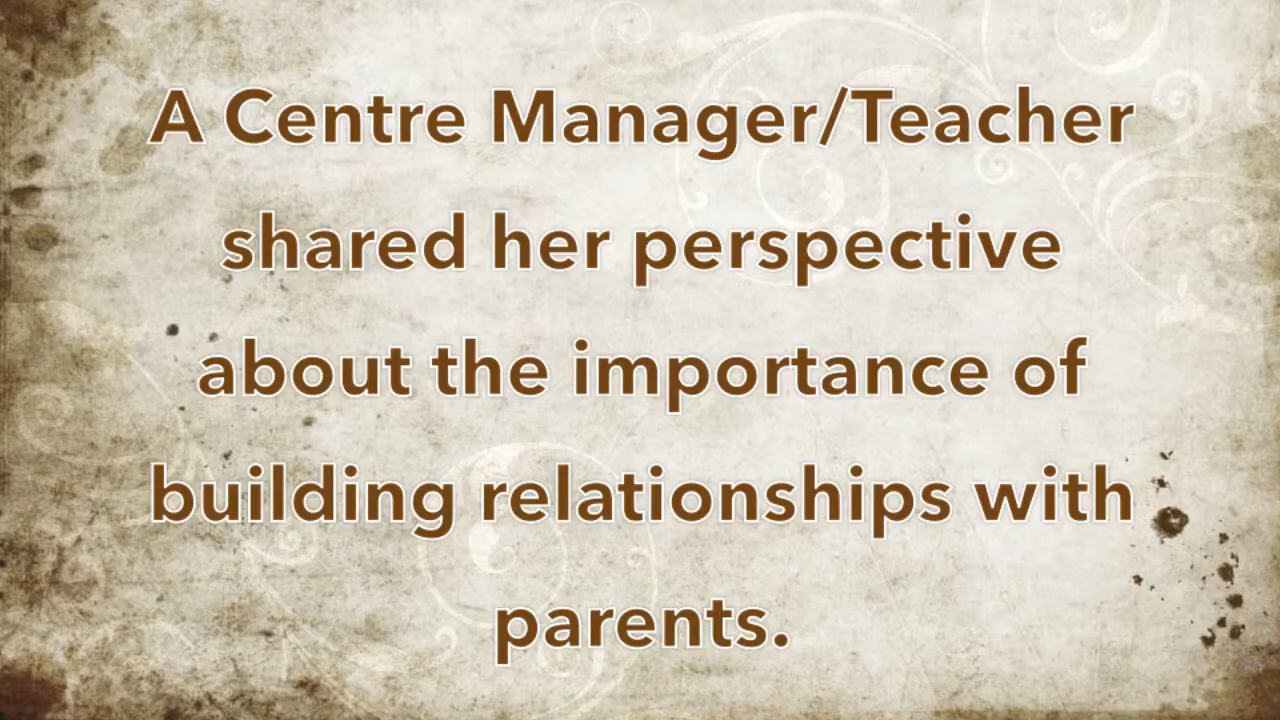 A Centre Manager/Teacher
shared her perspective
about the importance of
building relationships with
parents.